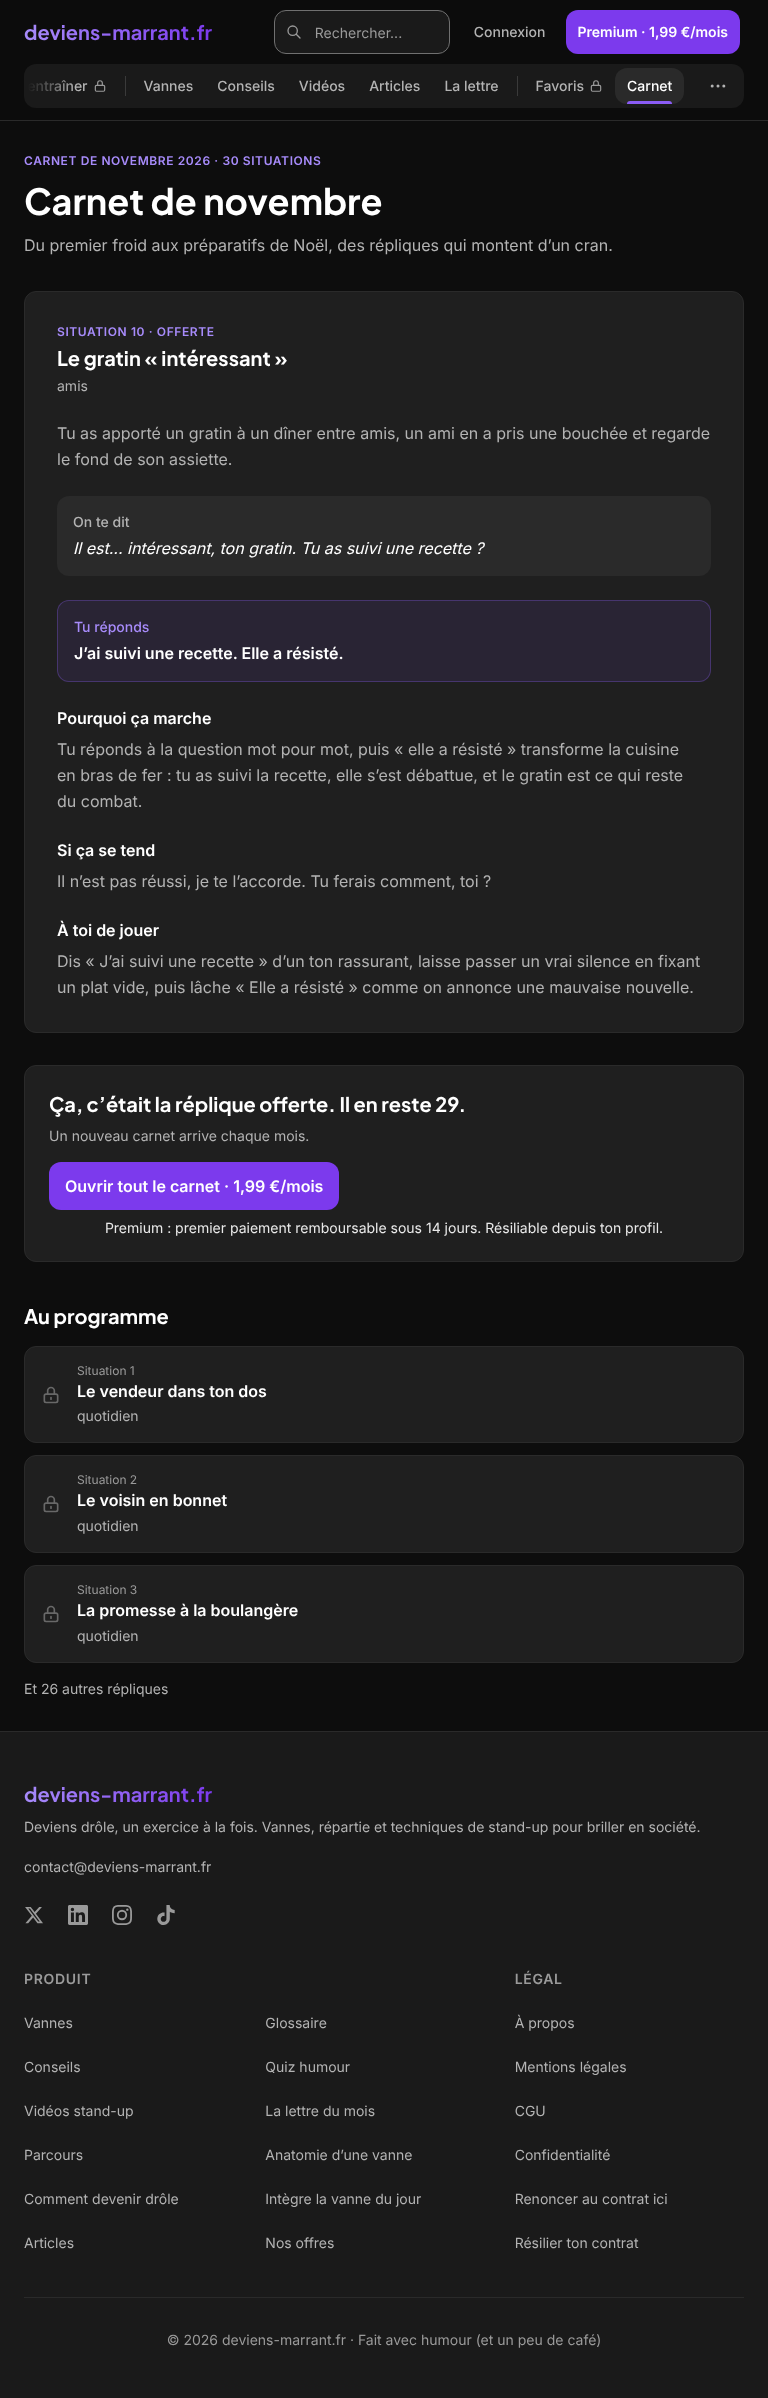 deviens-marrant.fr
Rechercher...
Connexion
Premium · 1,99 €/mois
entraîner
Vannes
Conseils
Vidéos
Articles
La lettre
Favoris
Carnet
CARNET DE NOVEMBRE 2026 · 30 SITUATIONS
Carnet de novembre
Du premier froid aux préparatifs de Noël, des répliques qui montent d’un cran.
SITUATION 10 · OFFERTE
Le gratin « intéressant »
amis
Tu as apporté un gratin à un dîner entre amis, un ami en a pris une bouchée et regarde
le fond de son assiette.
On te dit
Il est… intéressant, ton gratin. Tu as suivi une recette ?
Tu réponds
J’ai suivi une recette. Elle a résisté.
Pourquoi ça marche
Tu réponds à la question mot pour mot, puis « elle a résisté » transforme la cuisine
en bras de fer : tu as suivi la recette, elle s’est débattue, et le gratin est ce qui reste
du combat.
Si ça se tend
Il n’est pas réussi, je te l’accorde. Tu ferais comment, toi ?
À toi de jouer
Dis « J’ai suivi une recette » d’un ton rassurant, laisse passer un vrai silence en fixant
un plat vide, puis lâche « Elle a résisté » comme on annonce une mauvaise nouvelle.
Ça, c’était la réplique offerte. Il en reste 29.
Un nouveau carnet arrive chaque mois.
Ouvrir tout le carnet · 1,99 €/mois
Premium : premier paiement remboursable sous 14 jours. Résiliable depuis ton profil.
Au programme
Situation 1
Le vendeur dans ton dos
quotidien
Situation 2
Le voisin en bonnet
quotidien
Situation 3
La promesse à la boulangère
quotidien
Et 26 autres répliques
deviens-marrant.fr
Deviens drôle, un exercice à la fois. Vannes, répartie et techniques de stand-up pour briller en société.
contact@deviens-marrant.fr
PRODUIT
LÉGAL
Vannes
Glossaire
À propos
Conseils
Quiz humour
Mentions légales
Vidéos stand-up
La lettre du mois
CGU
Parcours
Anatomie d’une vanne
Confidentialité
Comment devenir drôle
Intègre la vanne du jour
Renoncer au contrat ici
Articles
Nos offres
Résilier ton contrat
© 2026 deviens-marrant.fr · Fait avec humour (et un peu de café)